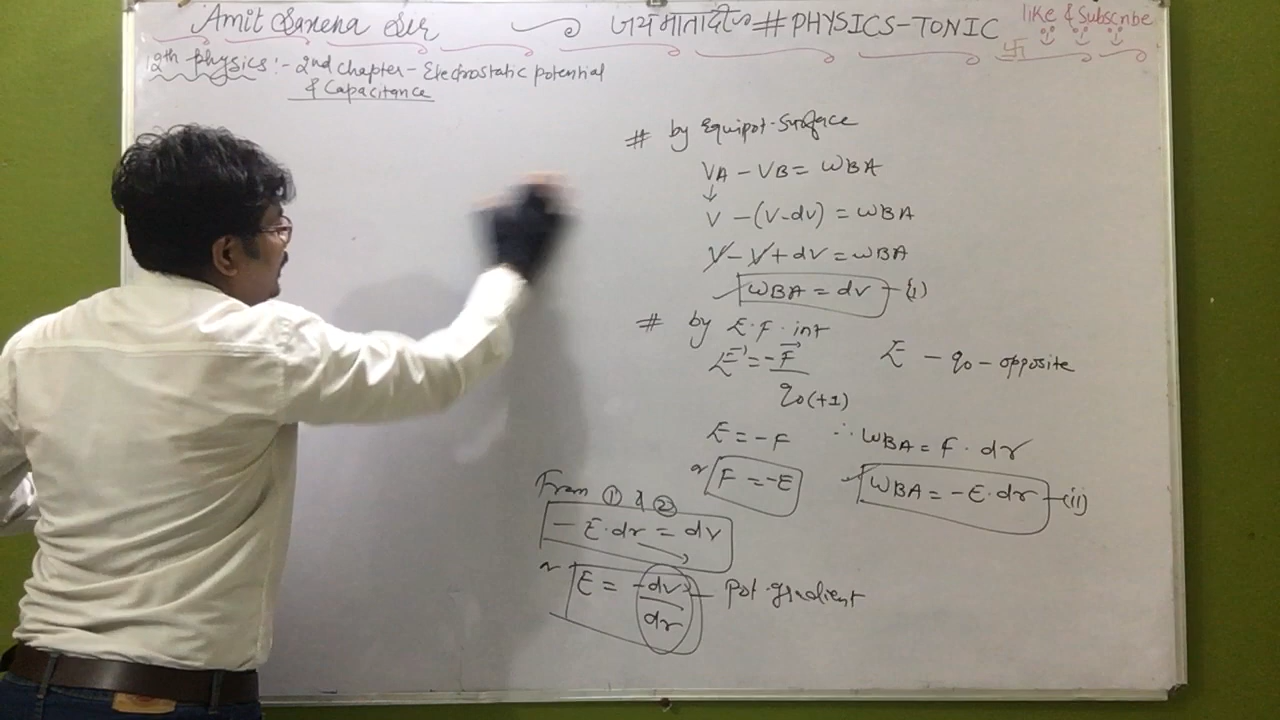 Amit Saxena Sir जय माता दी # PHYSICS-TONIC like & Subscribe
12th Physics :- 2nd Chapter - Electrostatic potential
& Capacitance
# by Equipot. Surface
VA - VB = WBA
↓
V - (V-dV) = WBA
V - V + dV = WBA
WBA = dV - (i)
# by E.F. int
E = -F / q0(+1) E - q0 - opposite
E = -F ∴ WBA = F. dr
or F = -E WBA = -E.dr - (ii)
From ① & ②
- E.dr = dV
or E = -dV/dr - Pot. gradient